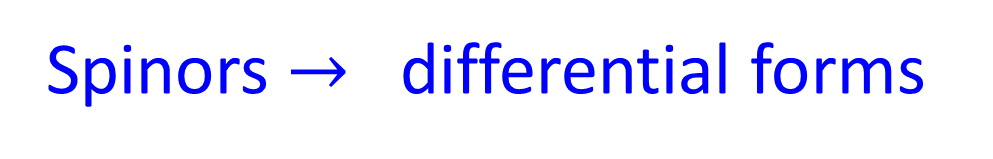 Spinors → differential forms